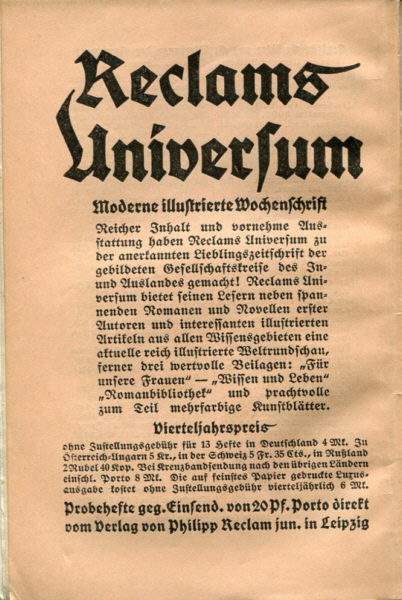 Reclams
Universum
Moderne illustrierte Wochenschrift
Reicher Inhalt und vornehme Aus-
stattung haben Reclams Universum zu
der anerkannten Lieblingszeitschrift der
gebildeten Gesellschaftskreise des In-
und Auslandes gemacht! Reclams Uni-
versum bietet seinen Lesern neben span-
nenden Romanen und Novellen erster
Autoren und interessanten illustrierten
Artikeln aus allen Wissensgebieten eine
aktuelle reich illustrierte Weltrundschau,
ferner drei wertvolle Beilagen: „Für
unsere Frauen“ — „Wissen und Leben“
„Romanbibliothek“ und prachtvolle
zum Teil mehrfarbige Kunstblätter.
Vierteljahrspreis
ohne Zustellungsgebühr für 13 Hefte in Deutschland 4 Mk. In
Österreich-Ungarn 5 Kr., in der Schweiz 5 Fr. 35 Cts., in Rußland
2 Rubel 40 Kop. Bei Kreuzbandsendung nach den übrigen Ländern
einschl. Porto 8 Mk. Die auf feinstes Papier gedruckte Luxus-
ausgabe kostet ohne Zustellungsgebühr vierteljährlich 6 Mk.
Probehefte geg. Einsend. von 20 Pf. Porto direkt
vom Verlag von Philipp Reclam jun. in Leipzig